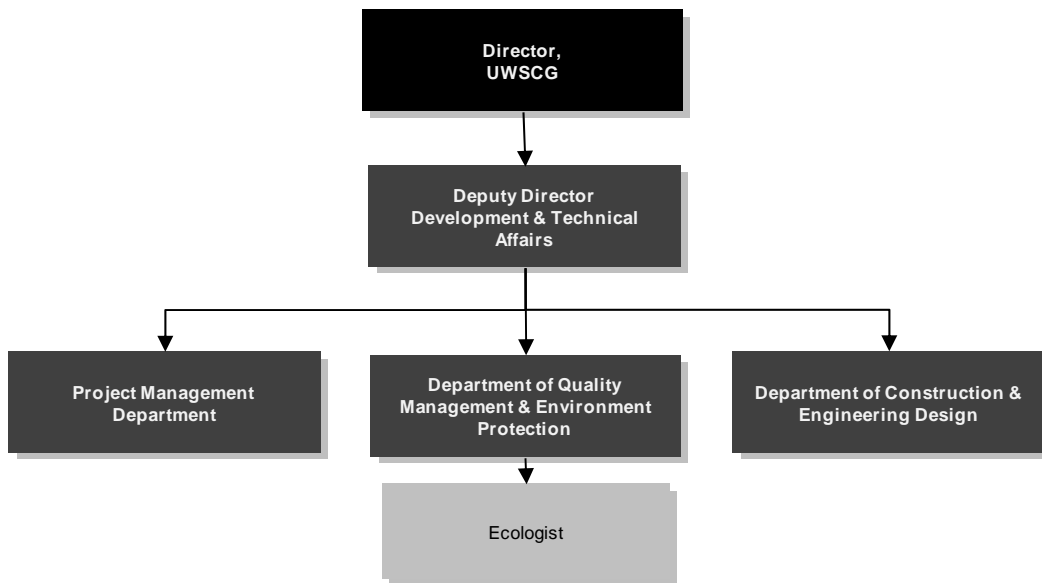 Director,
UWSCG
Deputy Director
Development & Technical
Affairs
Project Management
Department
Department of Quality
Management & Environment
Protection
Department of Construction &
Engineering Design
Ecologist